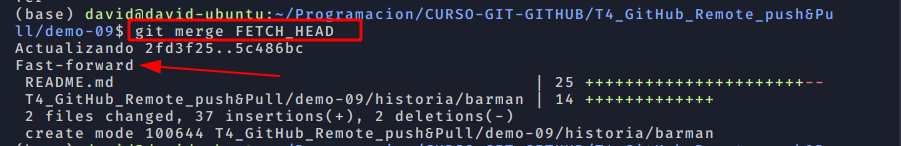 (base) david@david-ubuntu:~/Programacion/CURSO-GIT-GITHUB/T4_GitHub_Remote_push&Pu
ll/demo-09$ git merge FETCH_HEAD
Actualizando 2fd3f25..5c486bc
Fast-forward
README.md | 25 +++++++++++++++++++++++--
T4_GitHub_Remote_push&Pull/demo-09/historia/barman | 14 ++++++++++++++
2 files changed, 37 insertions(+), 2 deletions(-)
create mode 100644 T4_GitHub_Remote_push&Pull/demo-09/historia/barman